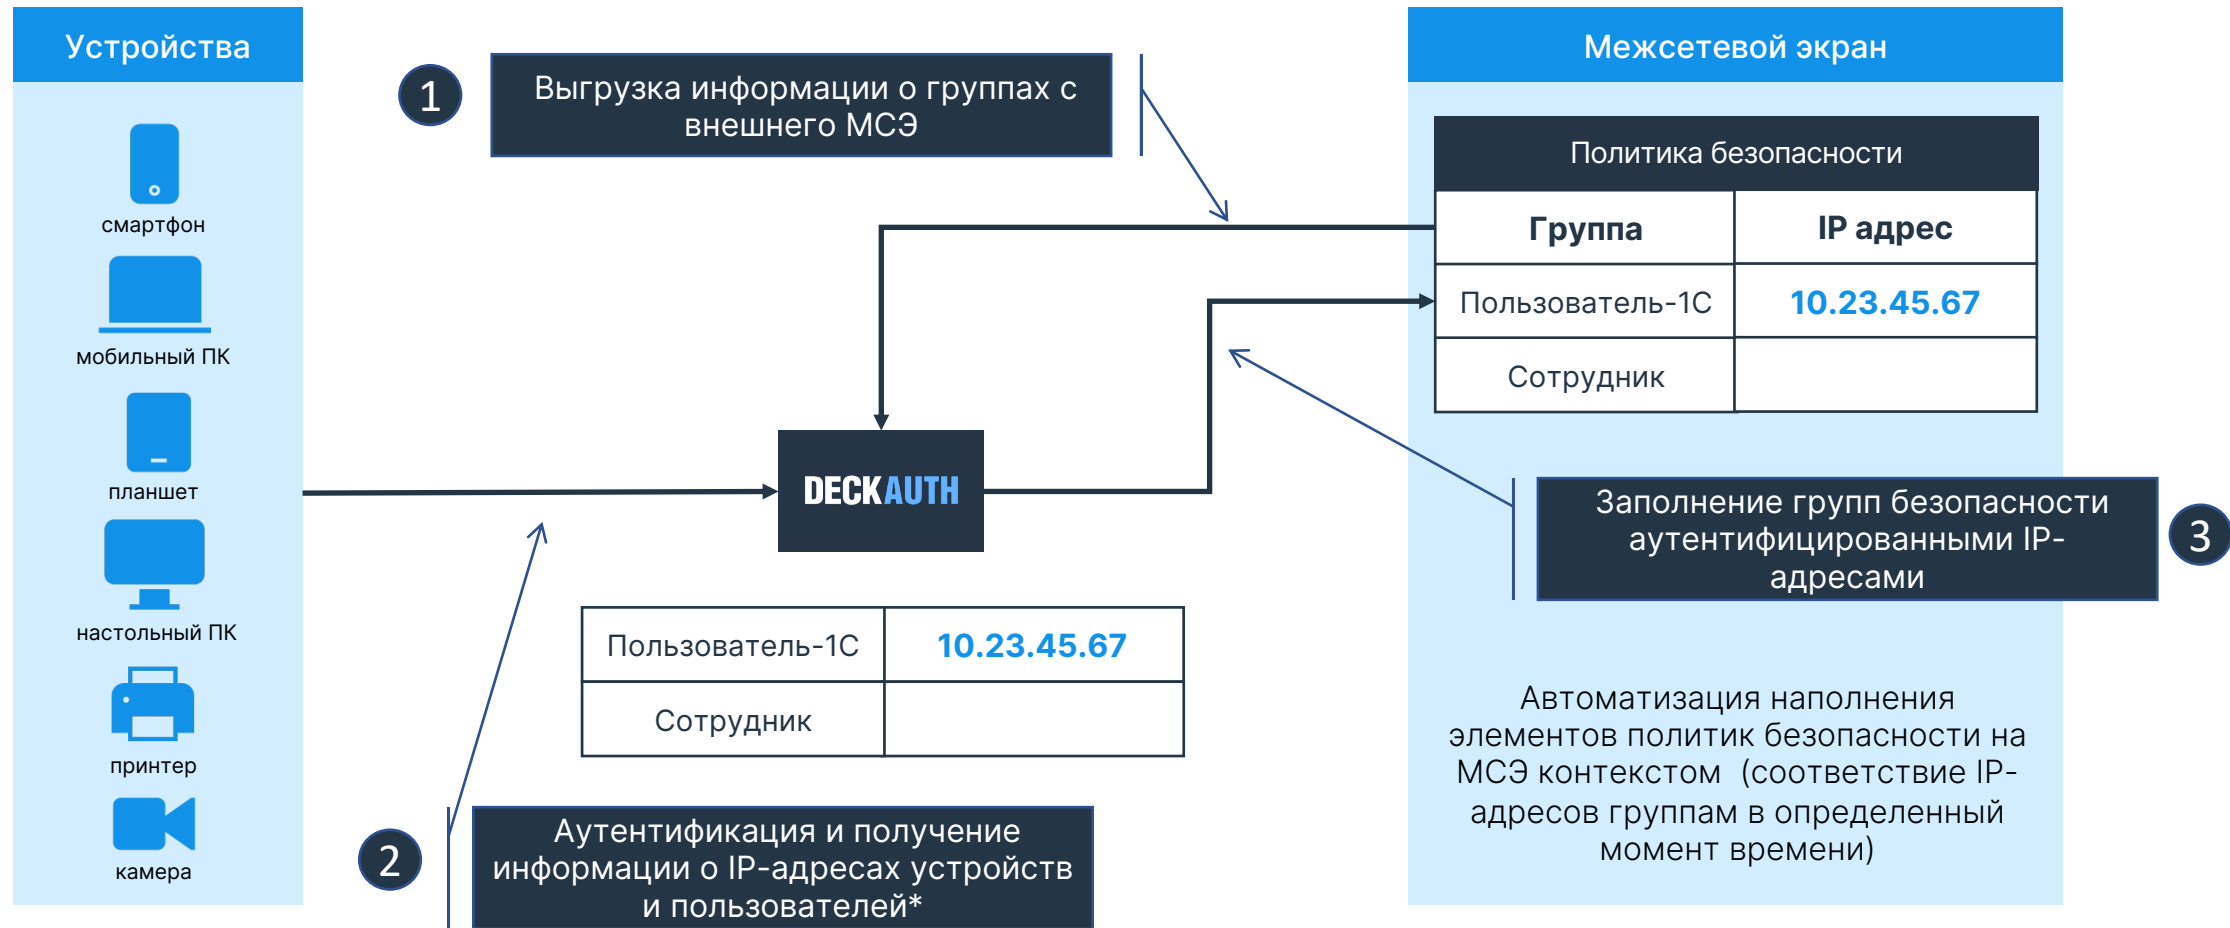 Устройства
смартфон
мобильный ПК
планшет
настольный ПК
принтер
камера
1
Выгрузка информации о группах с
внешнего МСЭ
DECKAUTH
Пользователь-1С 10.23.45.67
Сотрудник
2
Аутентификация и получение
информации о IP-адресах устройств
и пользователей*
Межсетевой экран
Политика безопасности
Группа IP адрес
Пользователь-1С 10.23.45.67
Сотрудник
Заполнение групп безопасности
аутентифицированными IP-
адресами
3
Автоматизация наполнения
элементов политик безопасности на
МСЭ контекстом (соответствие IP-
адресов группам в определенный
момент времени)